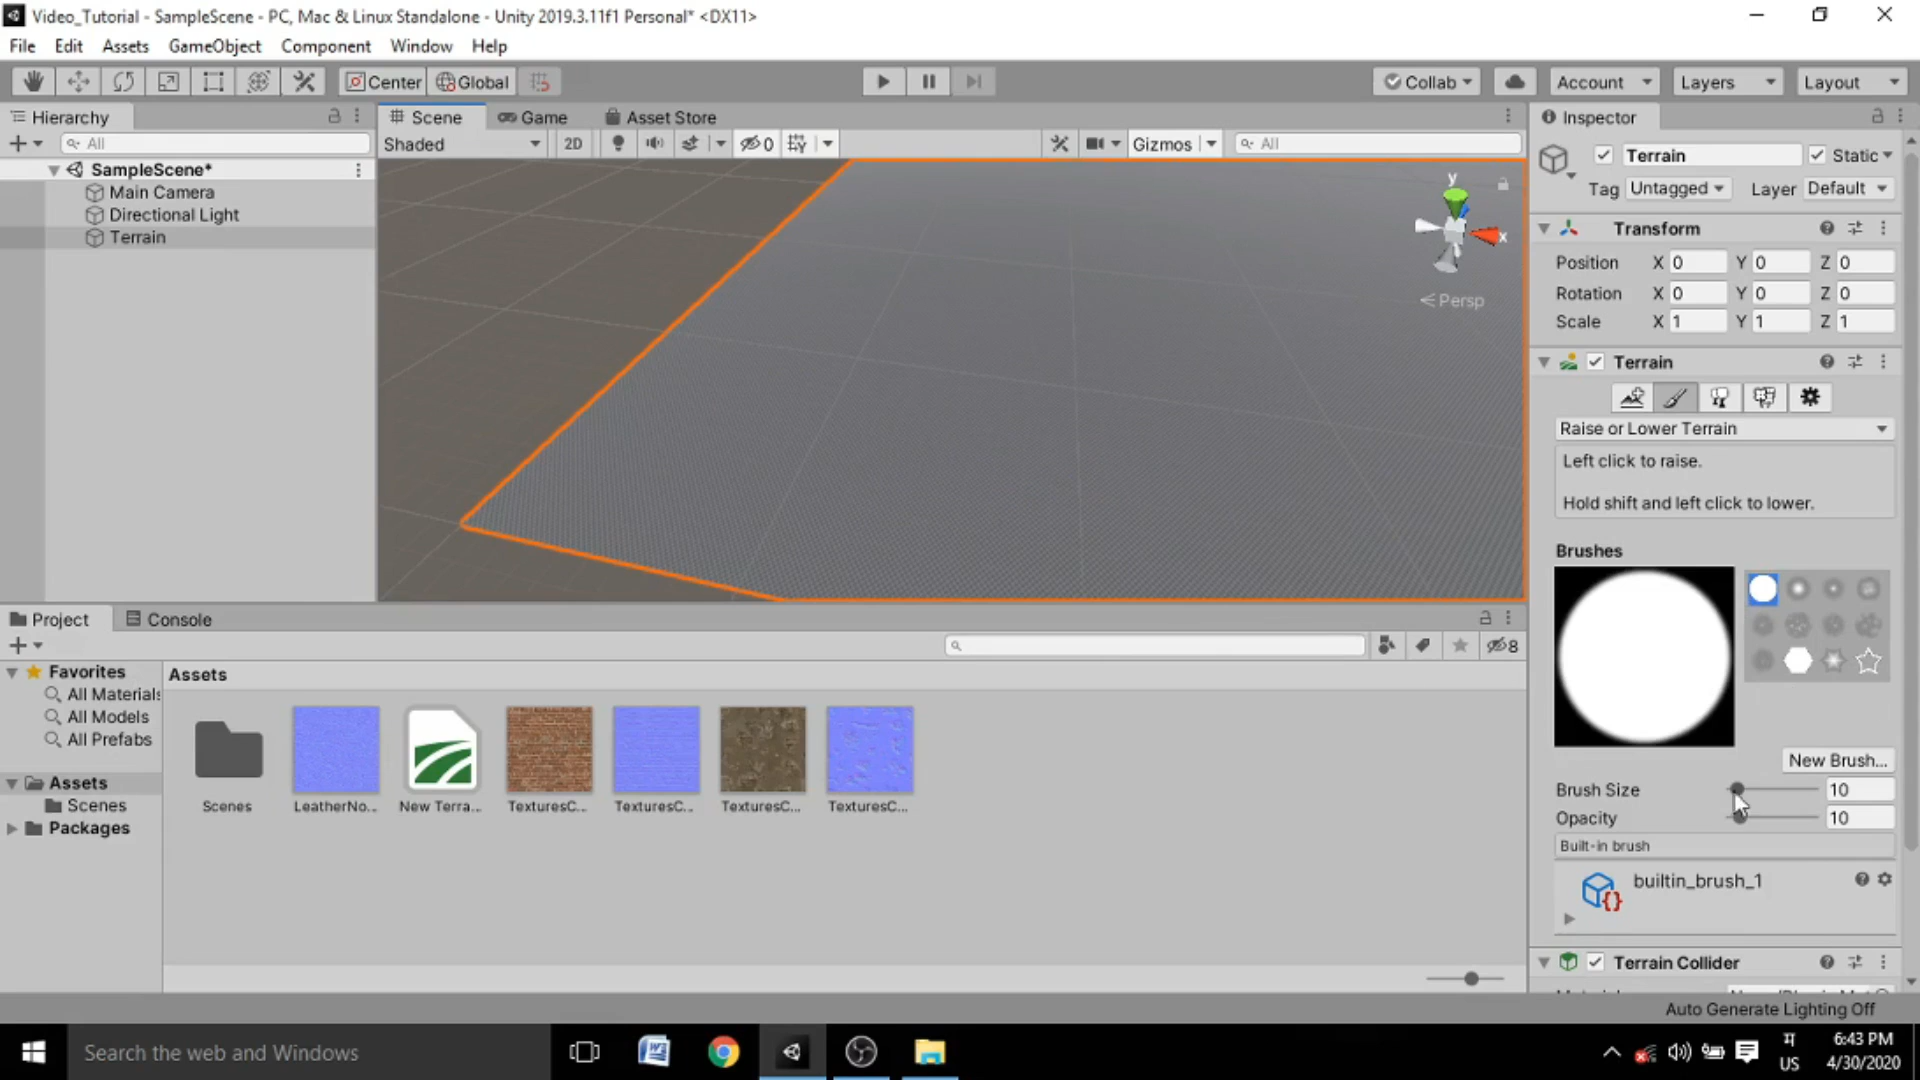 Video_Tutorial - SampleScene - PC, Mac & Linux Standalone - Unity 2019.3.11f1 Personal* <DX11>
File Edit Assets GameObject Component Window Help
Center Global Collab Account Layers Layout
Hierarchy
All
SampleScene*
Main Camera
Directional Light
Terrain
Scene Game Asset Store
Shaded 2D 0 Gizmos All
y
x
Persp
Inspector
Terrain Static
Tag Untagged Layer Default
Transform
Position X 0 Y 0 Z 0
Rotation X 0 Y 0 Z 0
Scale X 1 Y 1 Z 1
Terrain
Raise or Lower Terrain
Left click to raise.
Hold shift and left click to lower.
Brushes
New Brush...
Brush Size 10
Opacity 10
Built-in brush
builtin_brush_1
Terrain Collider
Auto Generate Lighting Off
Project Console
8
Favorites
All Materials
All Models
All Prefabs
Assets
Scenes
Packages
Assets
Scenes LeatherNo... New Terra... TexturesC... TexturesC... TexturesC... TexturesC...
Search the web and Windows
US
6:43 PM
4/30/2020